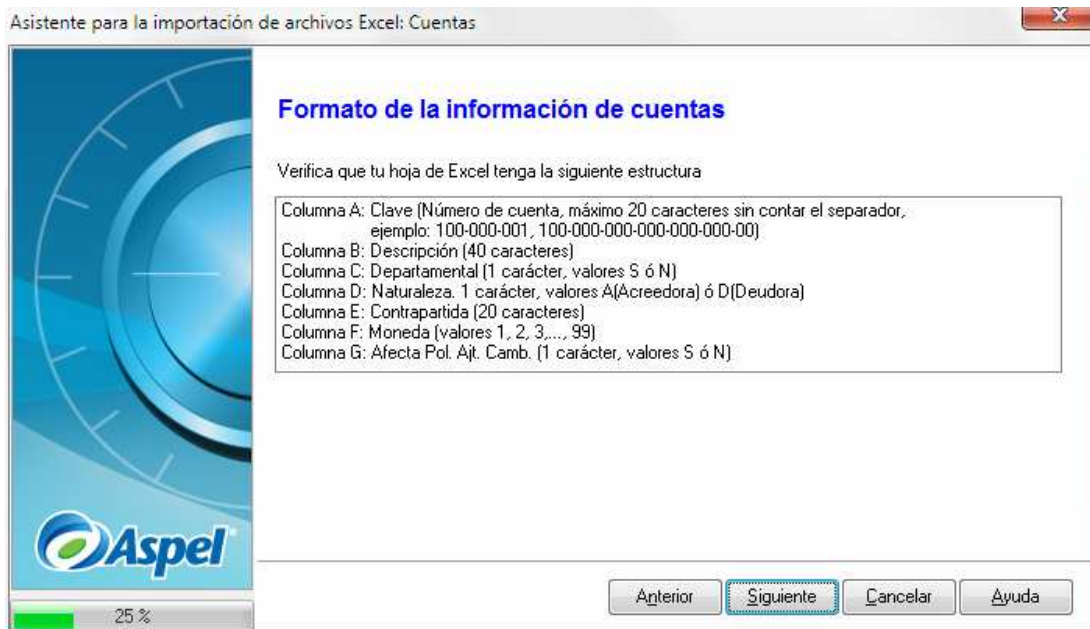 Asistente para la importación de archivos Excel: Cuentas
Formato de la información de cuentas
Verifica que tu hoja de Excel tenga la siguiente estructura
Columna A: Clave (Número de cuenta, máximo 20 caracteres sin contar el separador,
ejemplo: 100-000-001, 100-000-000-000-000-000-00)
Columna B: Descripción (40 caracteres)
Columna C: Departamental (1 carácter, valores S ó N)
Columna D: Naturaleza. 1 carácter, valores A(Acreedora) ó D(Deudora)
Columna E: Contrapartida (20 caracteres)
Columna F: Moneda (valores 1, 2, 3,..., 99)
Columna G: Afecta Pol. Ajt. Camb. (1 carácter, valores S ó N)
Aspel
Anterior Siguiente Cancelar Ayuda
25 %